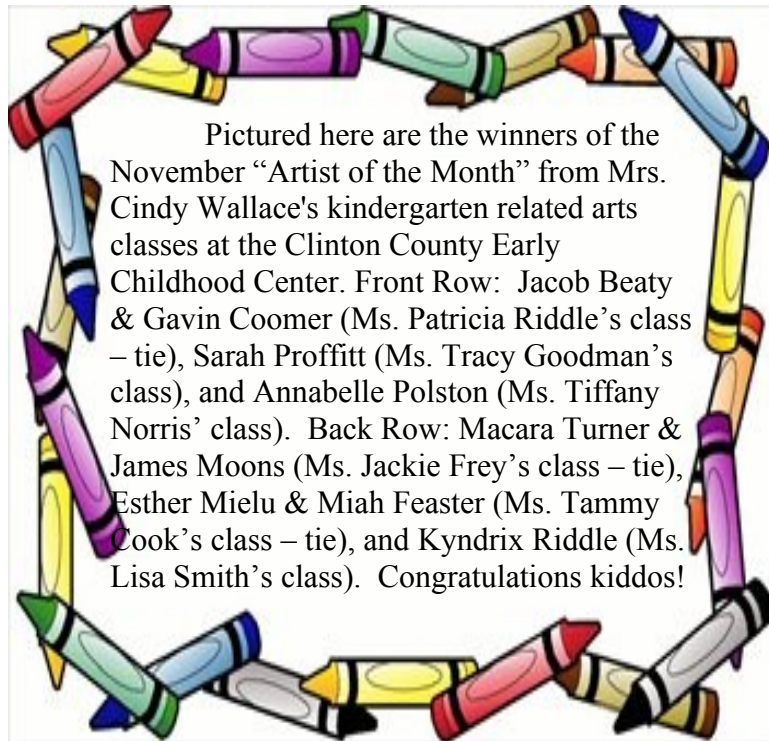 Pictured here are the winners of the
November “Artist of the Month” from Mrs.
Cindy Wallace's kindergarten related arts
classes at the Clinton County Early
Childhood Center. Front Row:  Jacob Beaty
& Gavin Coomer (Ms. Patricia Riddle’s class
– tie), Sarah Proffitt (Ms. Tracy Goodman’s
class), and Annabelle Polston (Ms. Tiffany
Norris’ class).  Back Row: Macara Turner &
James Moons (Ms. Jackie Frey’s class – tie),
Esther Mielu & Miah Feaster (Ms. Tammy
Cook’s class – tie), and Kyndrix Riddle (Ms.
Lisa Smith’s class).  Congratulations kiddos!